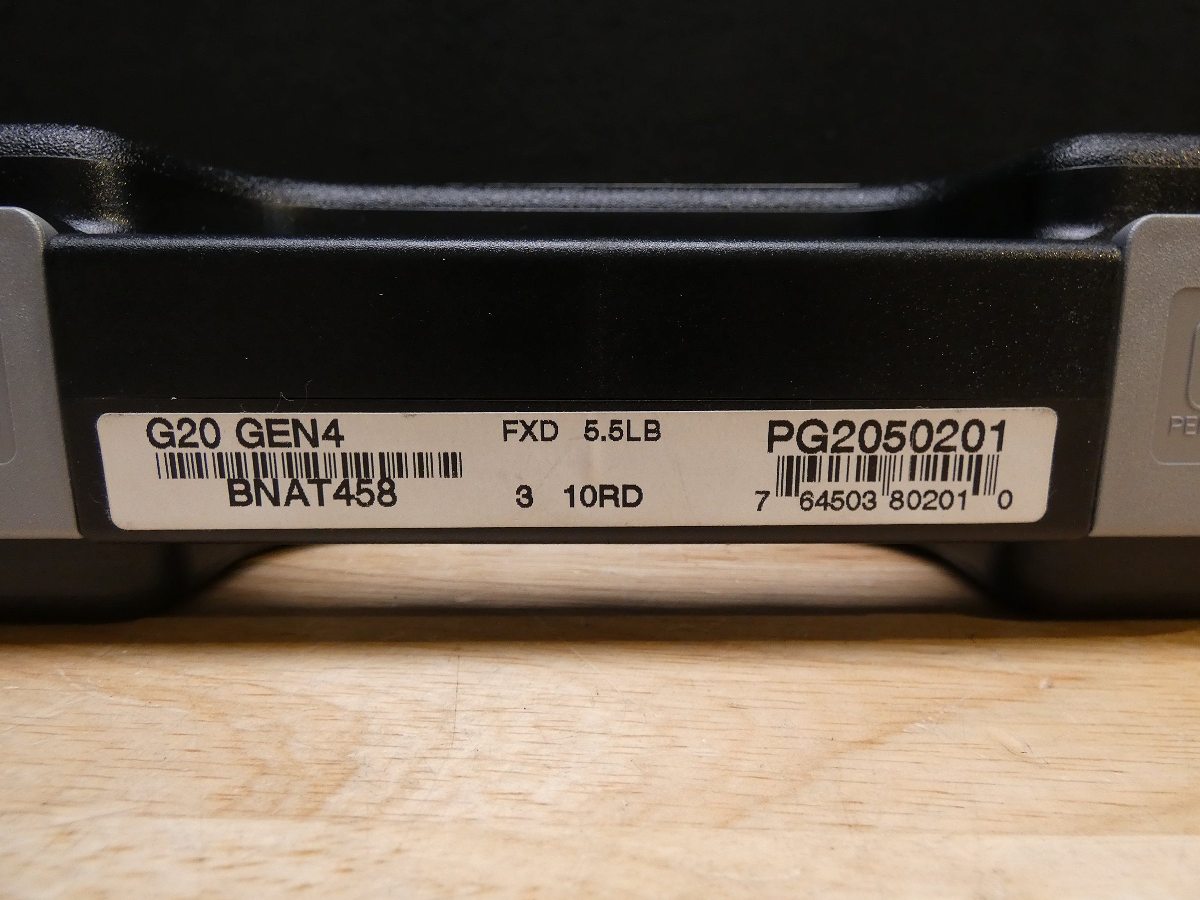 G20 GEN4 FXD 5.5LB PG2050201
BNAT458 3 10RD 7 64503 80201 0